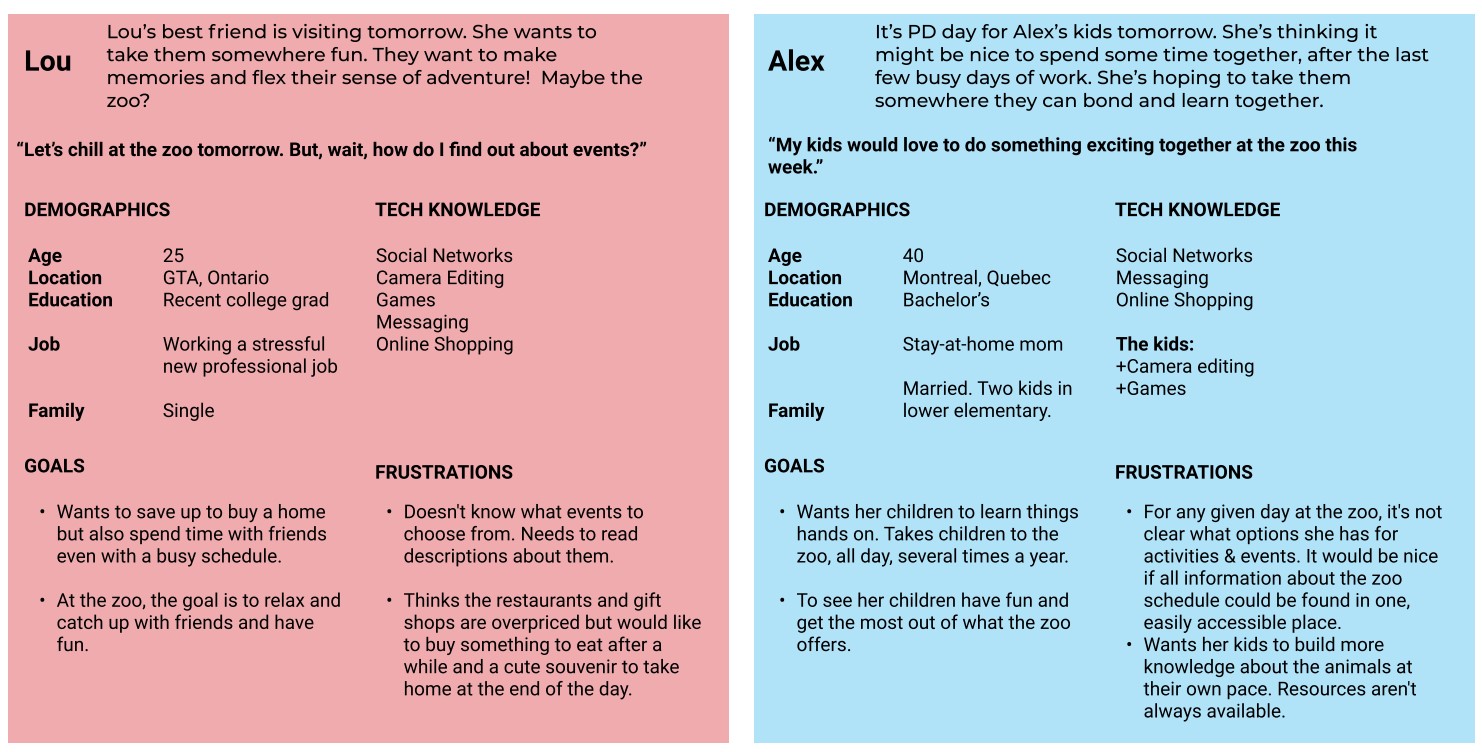 Lou
Lou's best friend is visiting tomorrow. She wants to
take them somewhere fun. They want to make
memories and flex their sense of adventure!  Maybe the
zoo?
“Let's chill at the zoo tomorrow. But, wait, how do I find out about events?”
DEMOGRAPHICS
Age 25
Location GTA, Ontario
Education Recent college grad
Job Working a stressful
new professional job
Family Single
TECH KNOWLEDGE
Social Networks
Camera Editing
Games
Messaging
Online Shopping
GOALS
• Wants to save up to buy a home
but also spend time with friends
even with a busy schedule.
• At the zoo, the goal is to relax and
catch up with friends and have
fun.
FRUSTRATIONS
• Doesn't know what events to
choose from. Needs to read
descriptions about them.
• Thinks the restaurants and gift
shops are overpriced but would like
to buy something to eat after a
while and a cute souvenir to take
home at the end of the day.
Alex
It's PD day for Alex's kids tomorrow. She's thinking it
might be nice to spend some time together, after the last
few busy days of work. She's hoping to take them
somewhere they can bond and learn together.
“My kids would love to do something exciting together at the zoo this
week.”
DEMOGRAPHICS
Age 40
Location Montreal, Quebec
Education Bachelor's
Job Stay-at-home mom
Married. Two kids in
Family lower elementary.
TECH KNOWLEDGE
Social Networks
Messaging
Online Shopping
The kids:
+Camera editing
+Games
GOALS
• Wants her children to learn things
hands on. Takes children to the
zoo, all day, several times a year.
• To see her children have fun and
get the most out of what the zoo
offers.
FRUSTRATIONS
• For any given day at the zoo, it's not
clear what options she has for
activities & events. It would be nice
if all information about the zoo
schedule could be found in one,
easily accessible place.
• Wants her kids to build more
knowledge about the animals at
their own pace. Resources aren't
always available.